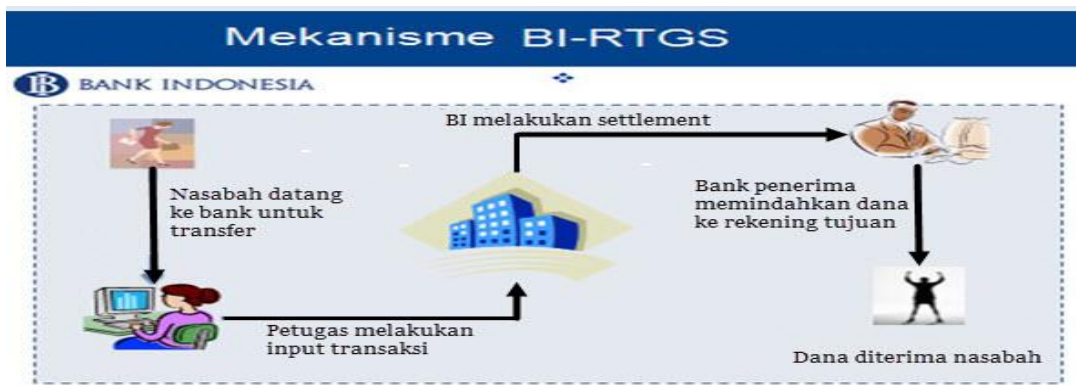 Mekanisme BI-RTGS
BANK INDONESIA
BI melakukan settlement
Nasabah datang
ke bank untuk
transfer
Bank penerima
memindahkan dana
ke rekening tujuan
Petugas melakukan
input transaksi
Dana diterima nasabah